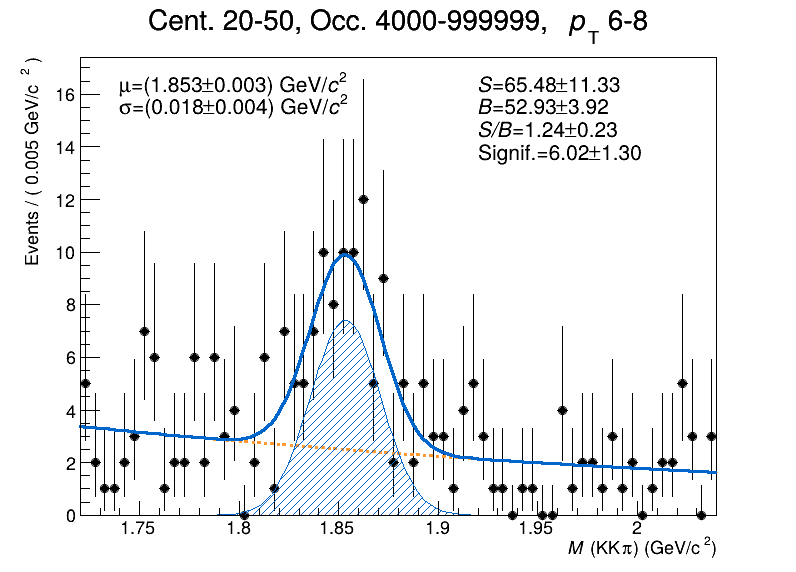 Cent. 20-50, Occ. 4000-999999, p_T 6-8
μ=(1.853±0.003) GeV/c²
σ=(0.018±0.004) GeV/c²
S=65.48±11.33
B=52.93±3.92
S/B=1.24±0.23
Signif.=6.02±1.30
Events / ( 0.005 GeV/c² )
16
14
12
10
8
6
4
2
0
1.75 1.8 1.85 1.9 1.95 2
M (KKπ) (GeV/c²)